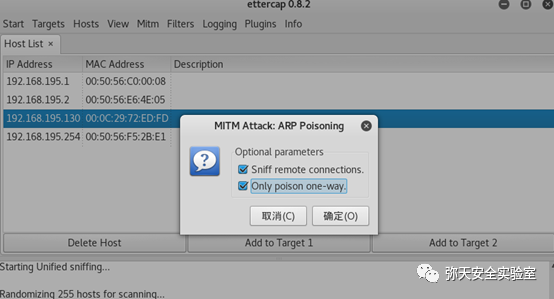 ettercap 0.8.2
Start Targets Hosts View Mitm Filters Logging Plugins Info
Host List ×
IP Address MAC Address Description
192.168.195.1 00:50:56:C0:00:08
192.168.195.2 00:50:56:E6:4E:05
192.168.195.130 00:0C:29:72:ED:FD
192.168.195.254 00:50:56:F5:2B:E1
MITM Attack: ARP Poisoning
Optional parameters
Sniff remote connections.
Only poison one-way.
取消(C) 确定(O)
Delete Host Add to Target 1 Add to Target 2
Starting Unified sniffing...
Randomizing 255 hosts for scanning...
弥天安全实验室